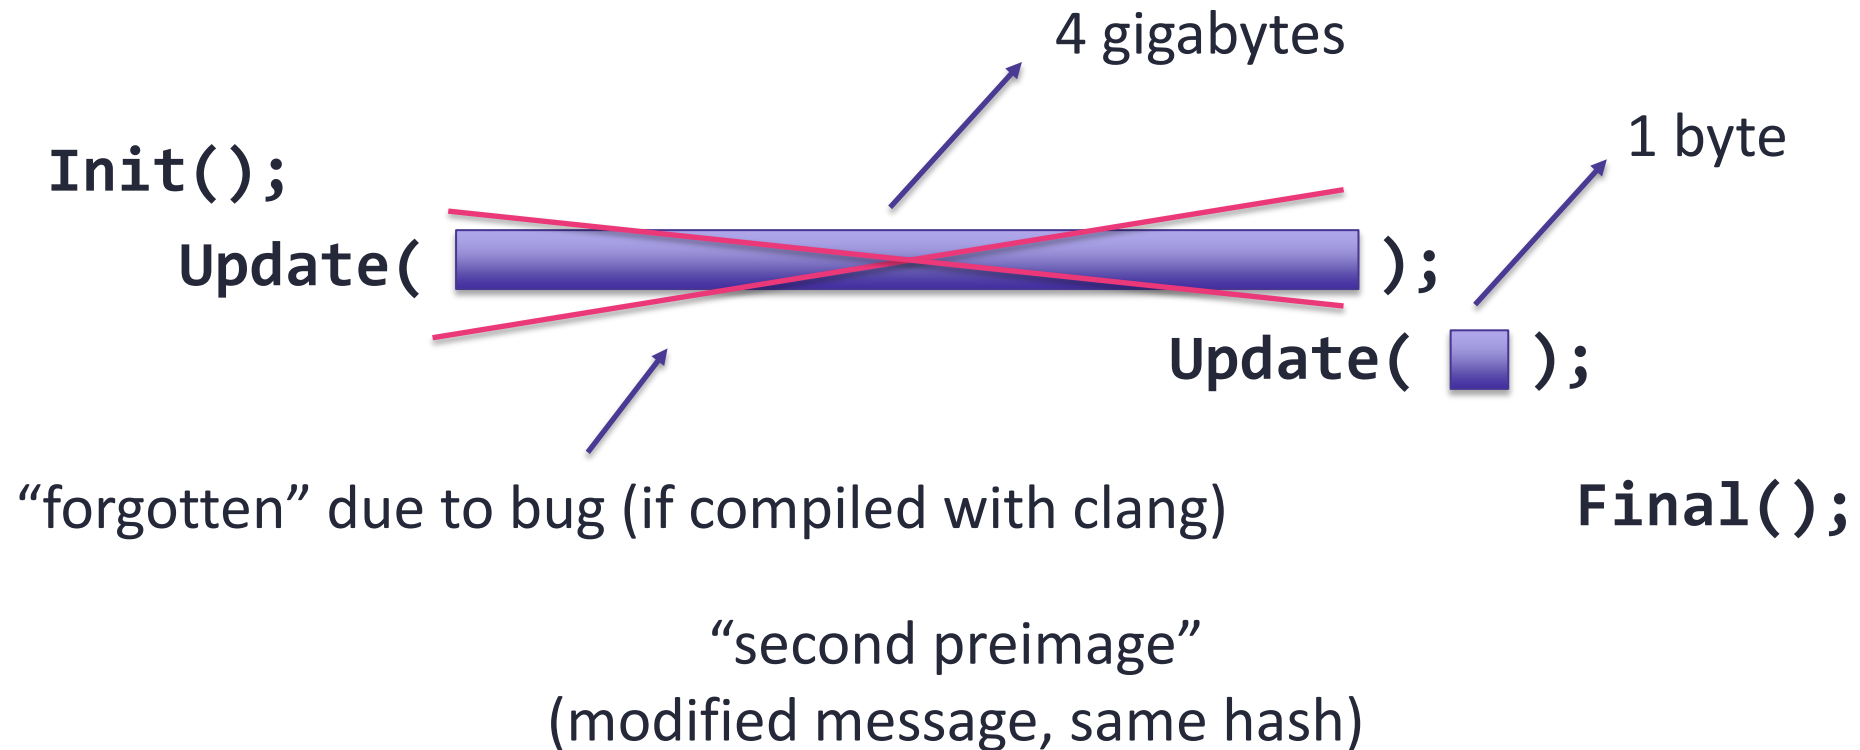 4 gigabytes
1 byte
Init();
Update( );
Update( );
“forgotten” due to bug (if compiled with clang)
Final();
“second preimage”
(modified message, same hash)